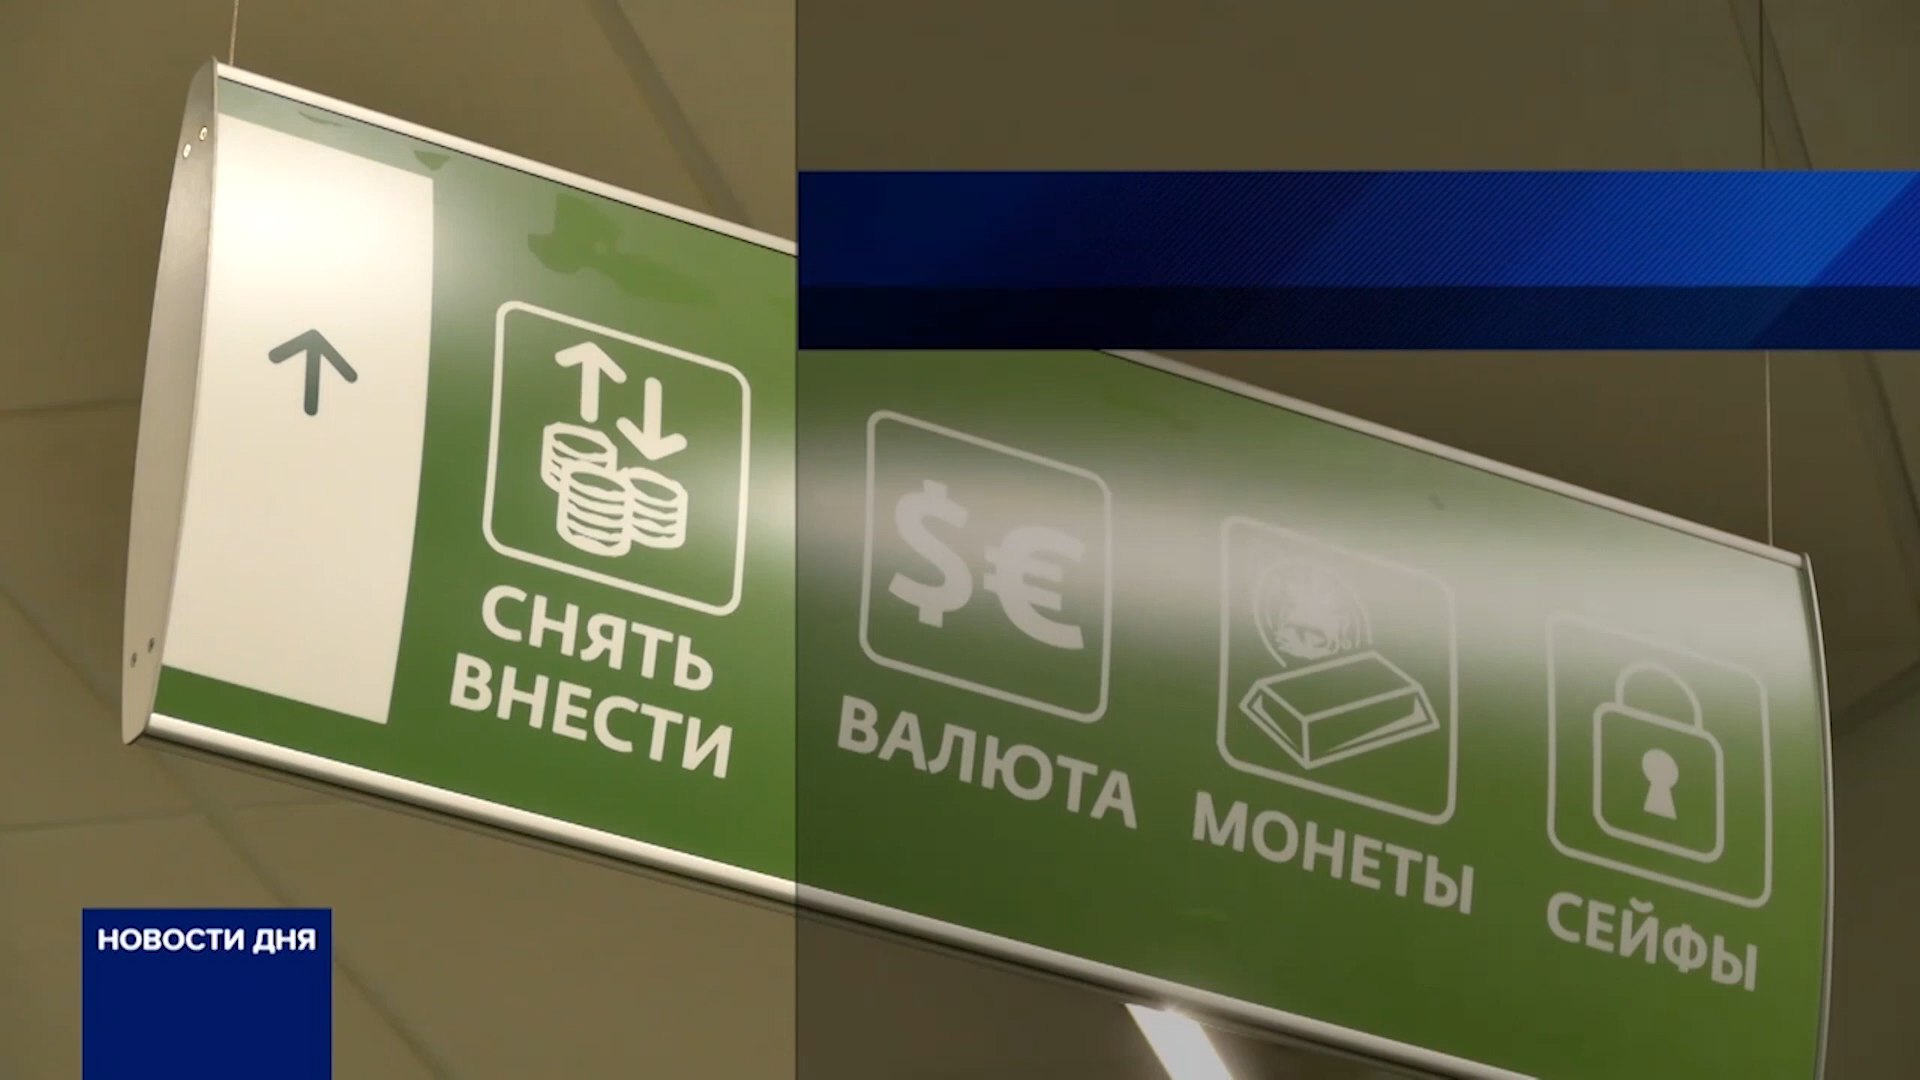 СНЯТЬ
ВНЕСТИ
$€
ВАЛЮТА
МОНЕТЫ
СЕЙФЫ
НОВОСТИ ДНЯ